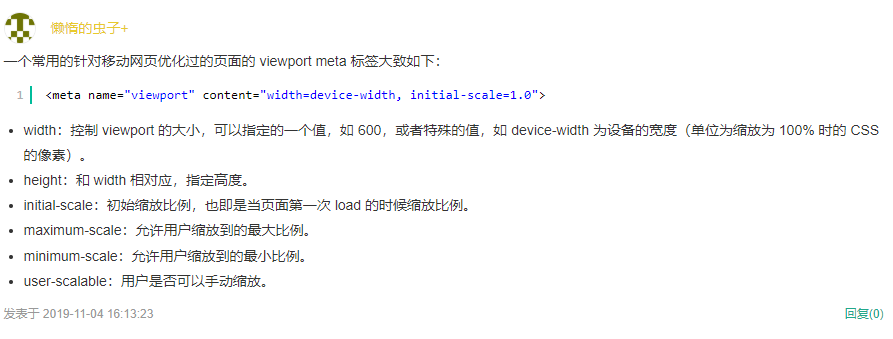 懒惰的虫子+
一个常用的针对移动网页优化过的页面的 viewport meta 标签大致如下：
1 <meta name="viewport" content="width=device-width, initial-scale=1.0">
• width：控制 viewport 的大小，可以指定的一个值，如 600，或者特殊的值，如 device-width 为设备的宽度（单位为缩放为 100% 时的 CSS
的像素）。
• height：和 width 相对应，指定高度。
• initial-scale：初始缩放比例，也即是当页面第一次 load 的时候缩放比例。
• maximum-scale：允许用户缩放到的最大比例。
• minimum-scale：允许用户缩放到的最小比例。
• user-scalable：用户是否可以手动缩放。
发表于 2019-11-04 16:13:23 回复(0)